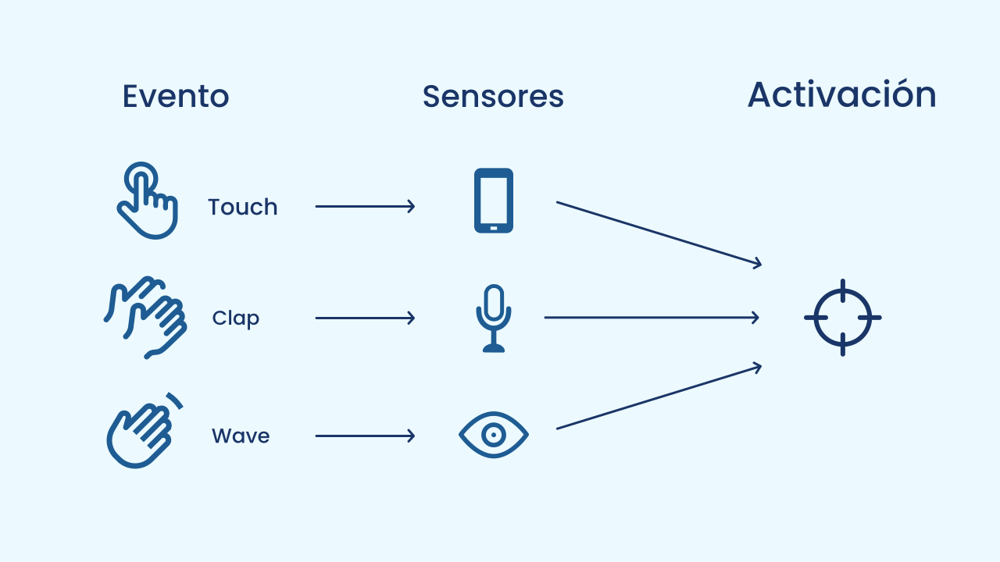 Evento
Sensores
Activación
Touch
Clap
Wave